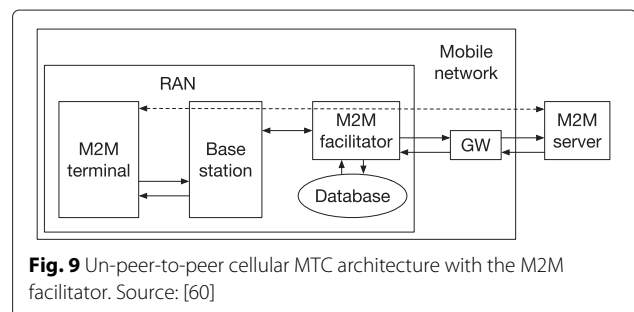 Mobile
network
RAN
M2M
terminal
Base
station
M2M
facilitator
GW
M2M
server
Database
Fig. 9 Un-peer-to-peer cellular MTC architecture with the M2M
facilitator. Source: [60]